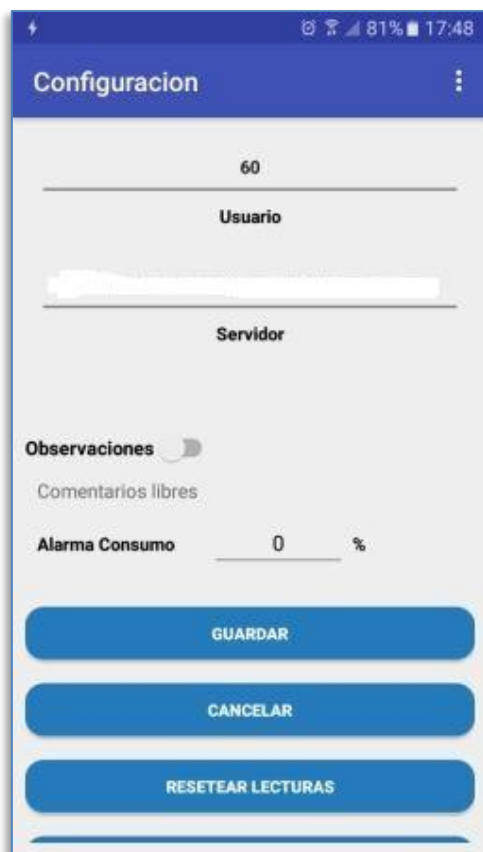 81% 17:48
Configuracion
60
Usuario
Servidor
Observaciones
Comentarios libres
Alarma Consumo 0 %
GUARDAR
CANCELAR
RESETEAR LECTURAS